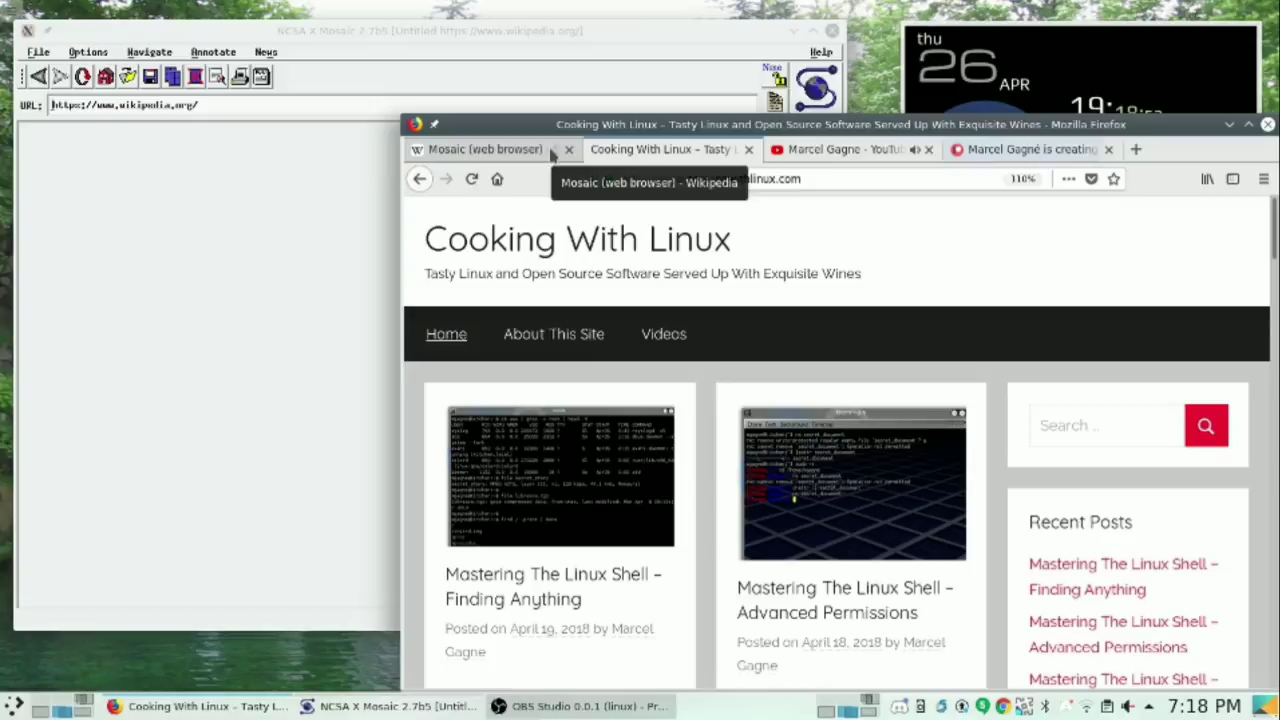 NCSA X Mosaic 2.7b5 [Untitled https://www.wikipedia.org/]
File Options Navigate Annotate News Help
URL: https://www.wikipedia.org/
thu
26 APR
19:18:52
Cooking With Linux – Tasty Linux and Open Source Software Served Up With Exquisite Wines - Mozilla Firefox
Mosaic (web browser)
Cooking With Linux – Tasty L
Marcel Gagne - YouTu
Marcel Gagné is creating
Mosaic (web browser) - Wikipedia
linux.com
110%
Cooking With Linux
Tasty Linux and Open Source Software Served Up With Exquisite Wines
Home About This Site Videos
Mastering The Linux Shell –
Finding Anything
Posted on April 19, 2018 by Marcel
Gagne
Mastering The Linux Shell –
Advanced Permissions
Posted on April 18, 2018 by Marcel
Gagne
Search …
Recent Posts
Mastering The Linux Shell –
Finding Anything
Mastering The Linux Shell –
Advanced Permissions
Mastering The Linux Shell –
Cooking With Linux – Tasty L...
NCSA X Mosaic 2.7b5 [Untitl...
OBS Studio 0.0.1 (linux) - Pr...
7:18 PM